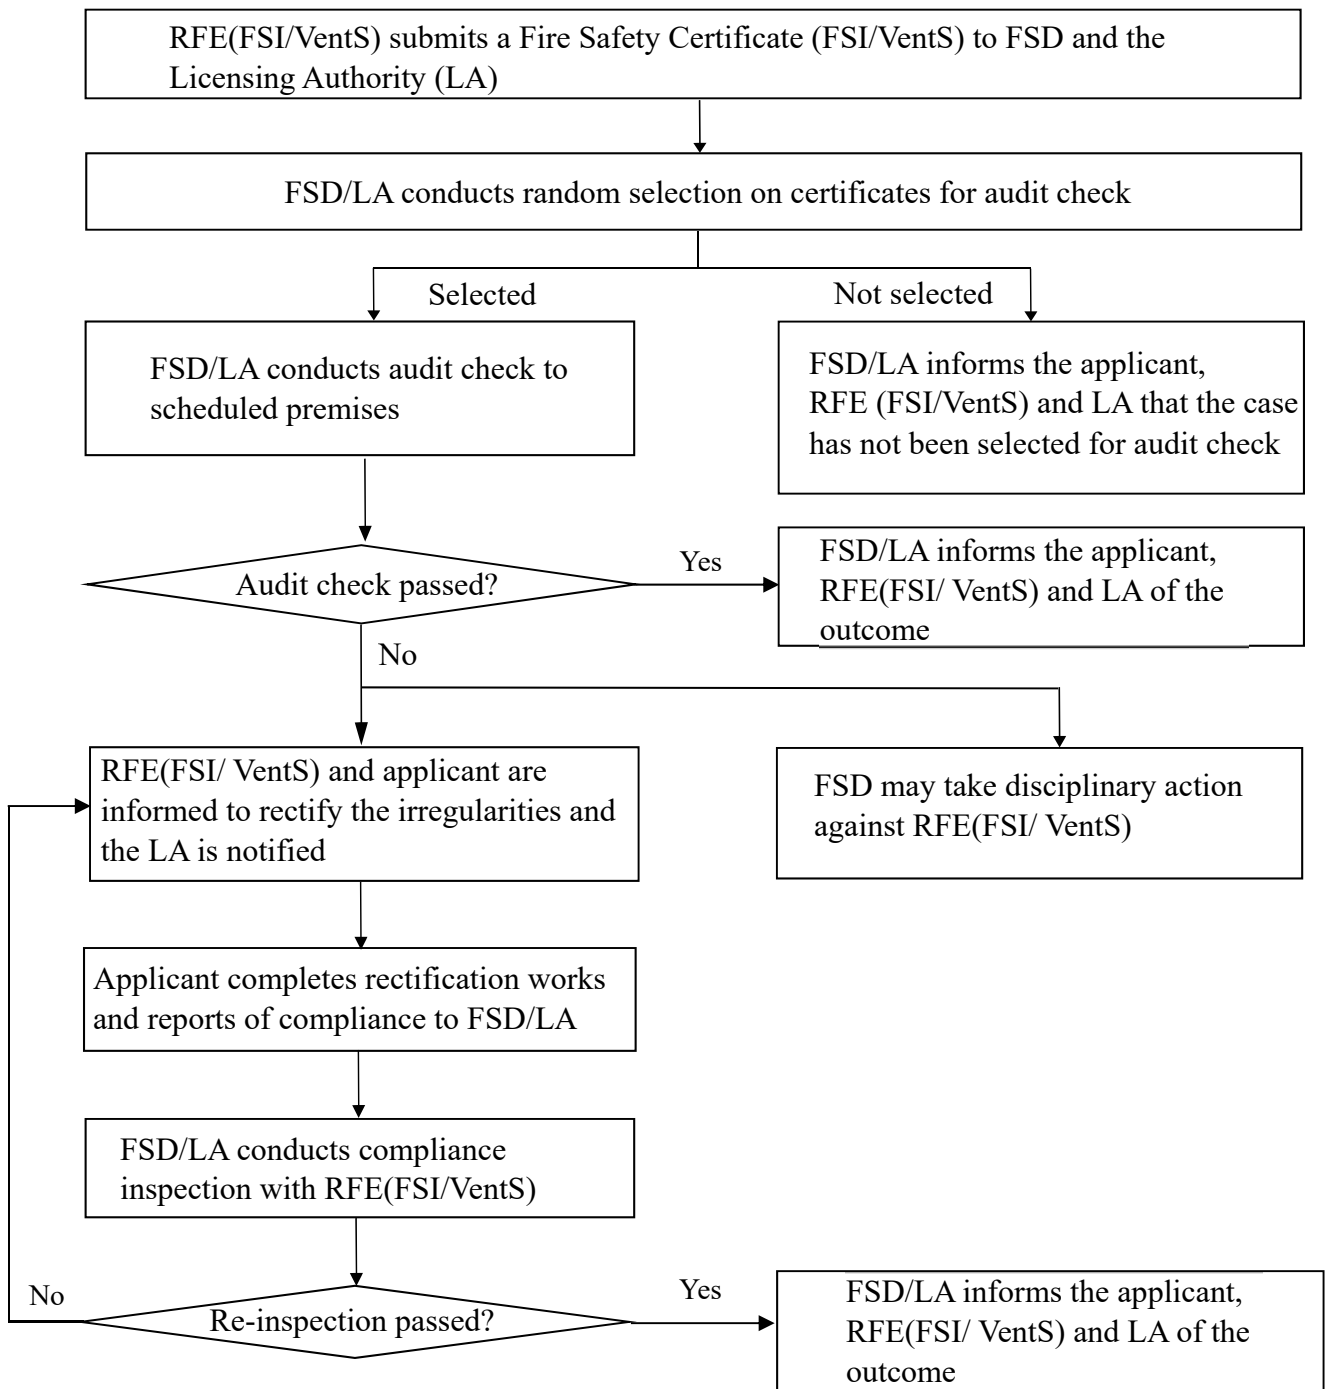 RFE(FSI/VentS) submits a Fire Safety Certificate (FSI/VentS) to FSD and the
Licensing Authority (LA)
FSD/LA conducts random selection on certificates for audit check
Selected
Not selected
FSD/LA conducts audit check to
scheduled premises
FSD/LA informs the applicant,
RFE (FSI/VentS) and LA that the case
has not been selected for audit check
Audit check passed?
Yes
FSD/LA informs the applicant,
RFE(FSI/ VentS) and LA of the
outcome
No
RFE(FSI/ VentS) and applicant are
informed to rectify the irregularities and
the LA is notified
FSD may take disciplinary action
against RFE(FSI/ VentS)
Applicant completes rectification works
and reports of compliance to FSD/LA
FSD/LA conducts compliance
inspection with RFE(FSI/VentS)
No
Re-inspection passed?
Yes
FSD/LA informs the applicant,
RFE(FSI/ VentS) and LA of the
outcome